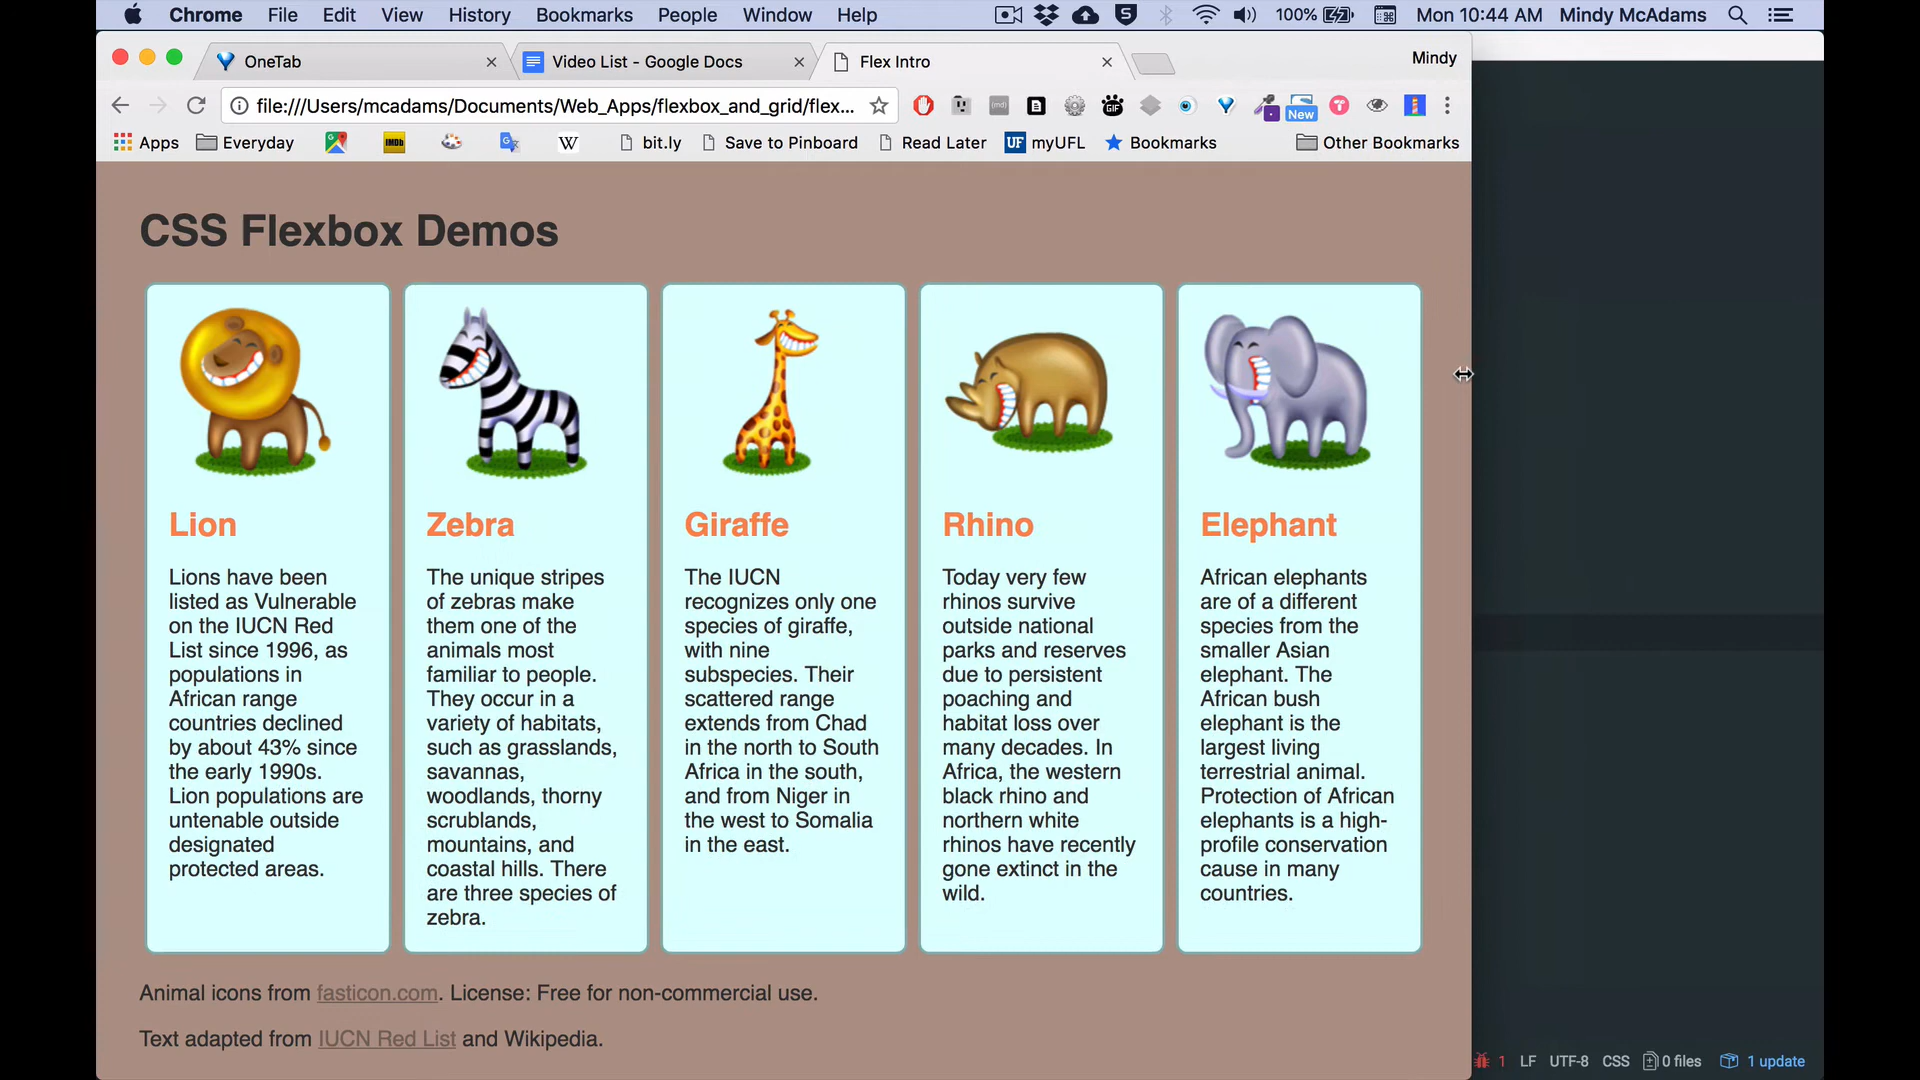 Chrome File Edit View History Bookmarks People Window Help 100% Mon 10:44 AM Mindy McAdams
OneTab
Video List - Google Docs
Flex Intro
Mindy
file:///Users/mcadams/Documents/Web_Apps/flexbox_and_grid/flex...
GIF
New
Apps Everyday IMDb W bit.ly Save to Pinboard Read Later UF myUFL Bookmarks Other Bookmarks
CSS Flexbox Demos
Lion
Lions have been
listed as Vulnerable
on the IUCN Red
List since 1996, as
populations in
African range
countries declined
by about 43% since
the early 1990s.
Lion populations are
untenable outside
designated
protected areas.
Zebra
The unique stripes
of zebras make
them one of the
animals most
familiar to people.
They occur in a
variety of habitats,
such as grasslands,
savannas,
woodlands, thorny
scrublands,
mountains, and
coastal hills. There
are three species of
zebra.
Giraffe
The IUCN
recognizes only one
species of giraffe,
with nine
subspecies. Their
scattered range
extends from Chad
in the north to South
Africa in the south,
and from Niger in
the west to Somalia
in the east.
Rhino
Today very few
rhinos survive
outside national
parks and reserves
due to persistent
poaching and
habitat loss over
many decades. In
Africa, the western
black rhino and
northern white
rhinos have recently
gone extinct in the
wild.
Elephant
African elephants
are of a different
species from the
smaller Asian
elephant. The
African bush
elephant is the
largest living
terrestrial animal.
Protection of African
elephants is a high-
profile conservation
cause in many
countries.
Animal icons from fasticon.com. License: Free for non-commercial use.
Text adapted from IUCN Red List and Wikipedia.
1 LF UTF-8 CSS 0 files 1 update